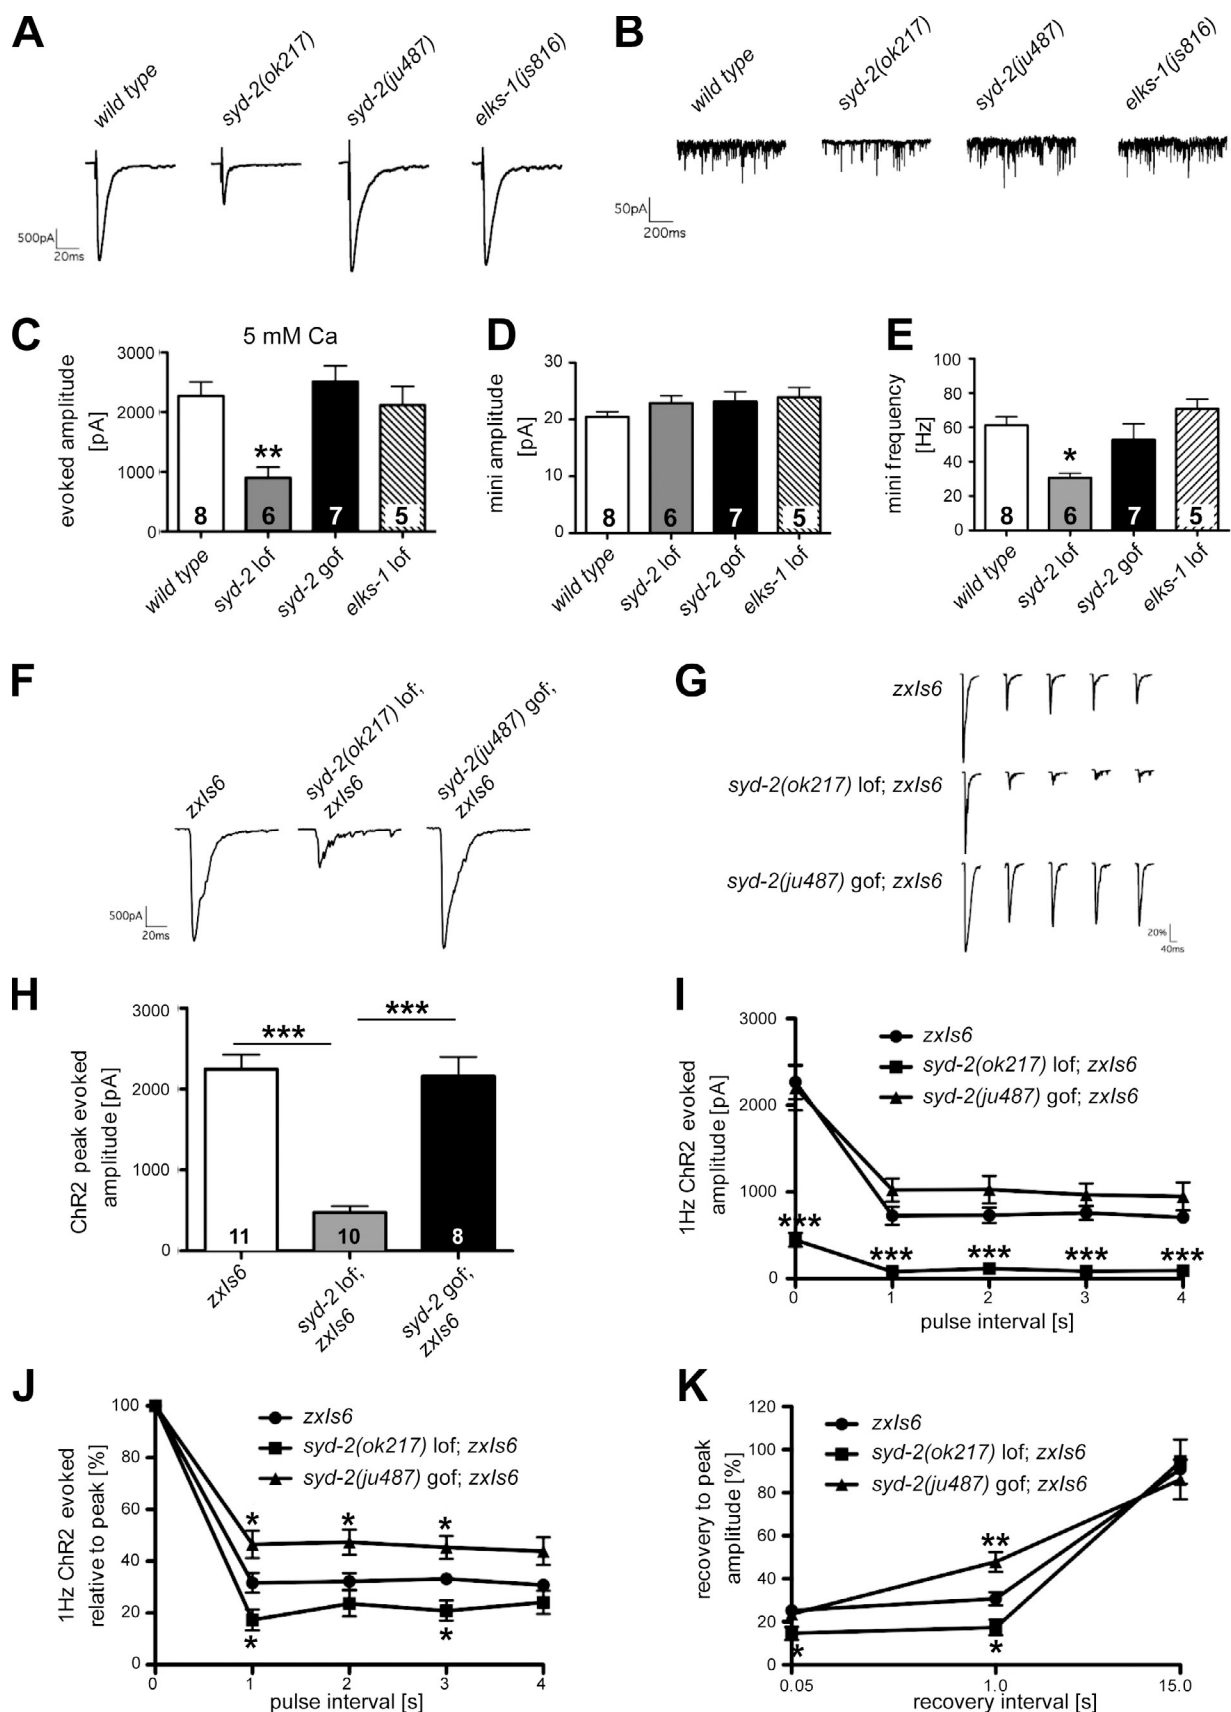 A
wild type
syd-2(ok217)
syd-2(ju487)
elks-1(js816)
500pA
20ms
B
wild type
syd-2(ok217)
syd-2(ju487)
elks-1(js816)
50pA
200ms
C
5 mM Ca
evoked amplitude
[pA]
3000
2000
1000
0
**
8
6
7
5
wild type
syd-2 lof
syd-2 gof
elks-1 lof
D
mini amplitude
[pA]
30
20
10
0
8
6
7
5
wild type
syd-2 lof
syd-2 gof
elks-1 lof
E
mini frequency
[Hz]
100
80
60
40
20
0
*
8
6
7
5
wild type
syd-2 lof
syd-2 gof
elks-1 lof
F
zxIs6
syd-2(ok217) lof;
zxIs6
syd-2(ju487) gof;
zxIs6
500pA
20ms
G
zxIs6
syd-2(ok217) lof; zxIs6
syd-2(ju487) gof; zxIs6
20%
40ms
H
ChR2 peak evoked
amplitude [pA]
3000
2000
1000
0
***
***
11
10
8
zxIs6
syd-2 lof;
zxIs6
syd-2 gof;
zxIs6
I
1Hz ChR2 evoked
amplitude [pA]
3000
2000
1000
0
zxIs6
syd-2(ok217) lof; zxIs6
syd-2(ju487) gof; zxIs6
***
***
***
***
***
0
1
2
3
4
pulse interval [s]
J
1Hz ChR2 evoked
relative to peak [%]
100
80
60
40
20
0
zxIs6
syd-2(ok217) lof; zxIs6
syd-2(ju487) gof; zxIs6
*
*
*
*
*
0
1
2
3
4
pulse interval [s]
K
recovery to peak
amplitude [%]
120
100
80
60
40
20
0
zxIs6
syd-2(ok217) lof; zxIs6
syd-2(ju487) gof; zxIs6
**
*
*
0.05
1.0
15.0
recovery interval [s]